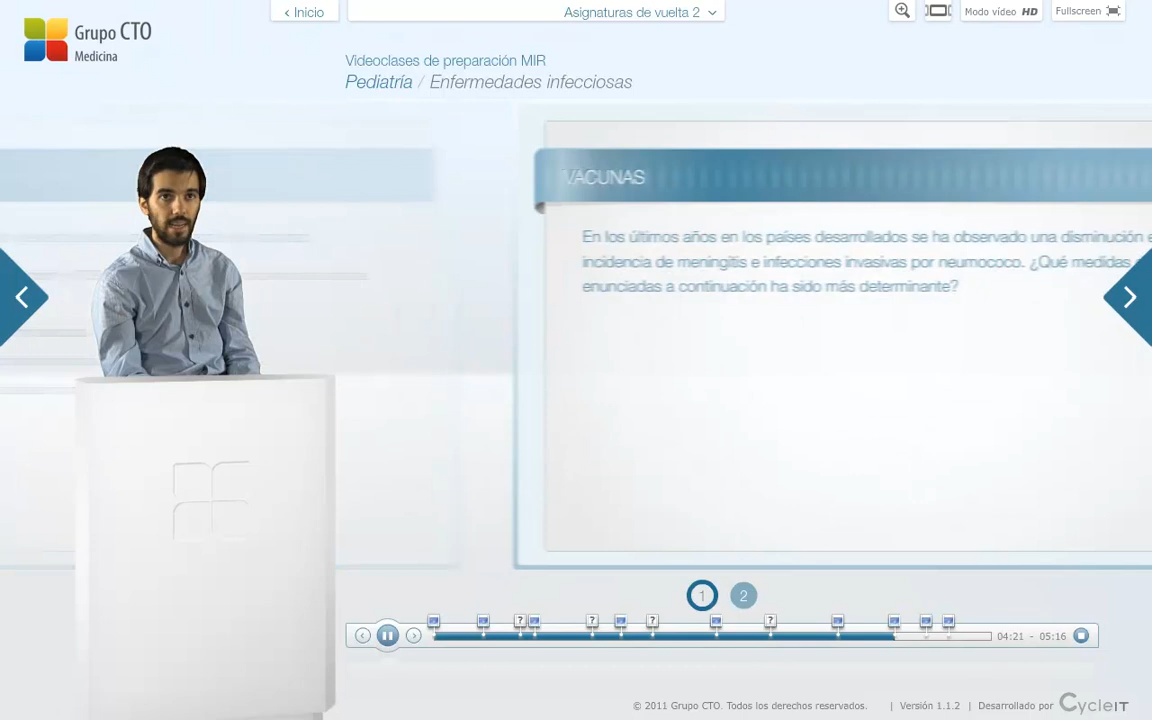 ‹ Inicio
Asignaturas de vuelta 2
Modo vídeo HD
Fullscreen
Grupo CTO
Medicina
Videoclases de preparación MIR
Pediatría / Enfermedades infecciosas
VACUNAS
En los últimos años en los países desarrollados se ha observado una disminución
incidencia de meningitis e infecciones invasivas por neumococo. ¿Qué medidas
enunciadas a continuación ha sido más determinante?
1 2
? ? ? ?
04:21 - 05:16
© 2011 Grupo CTO. Todos los derechos reservados. | Versión 1.1.2 | Desarrollado por CycleIT